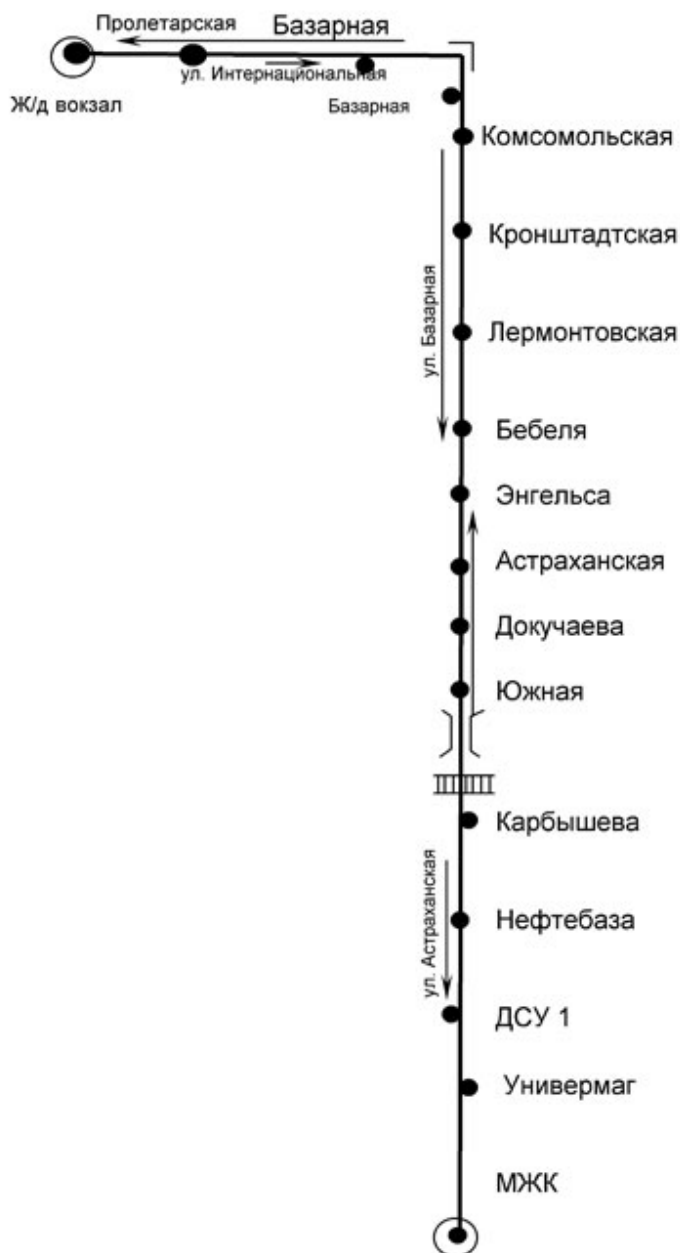 Пролетарская
Базарная
ул. Интернациональная
Ж/д вокзал
Базарная
Комсомольская
Кронштадтская
ул. Базарная
Лермонтовская
Бебеля
Энгельса
Астраханская
Докучаева
Южная
Карбышева
ул. Астраханская
Нефтебаза
ДСУ 1
Универмаг
МЖК